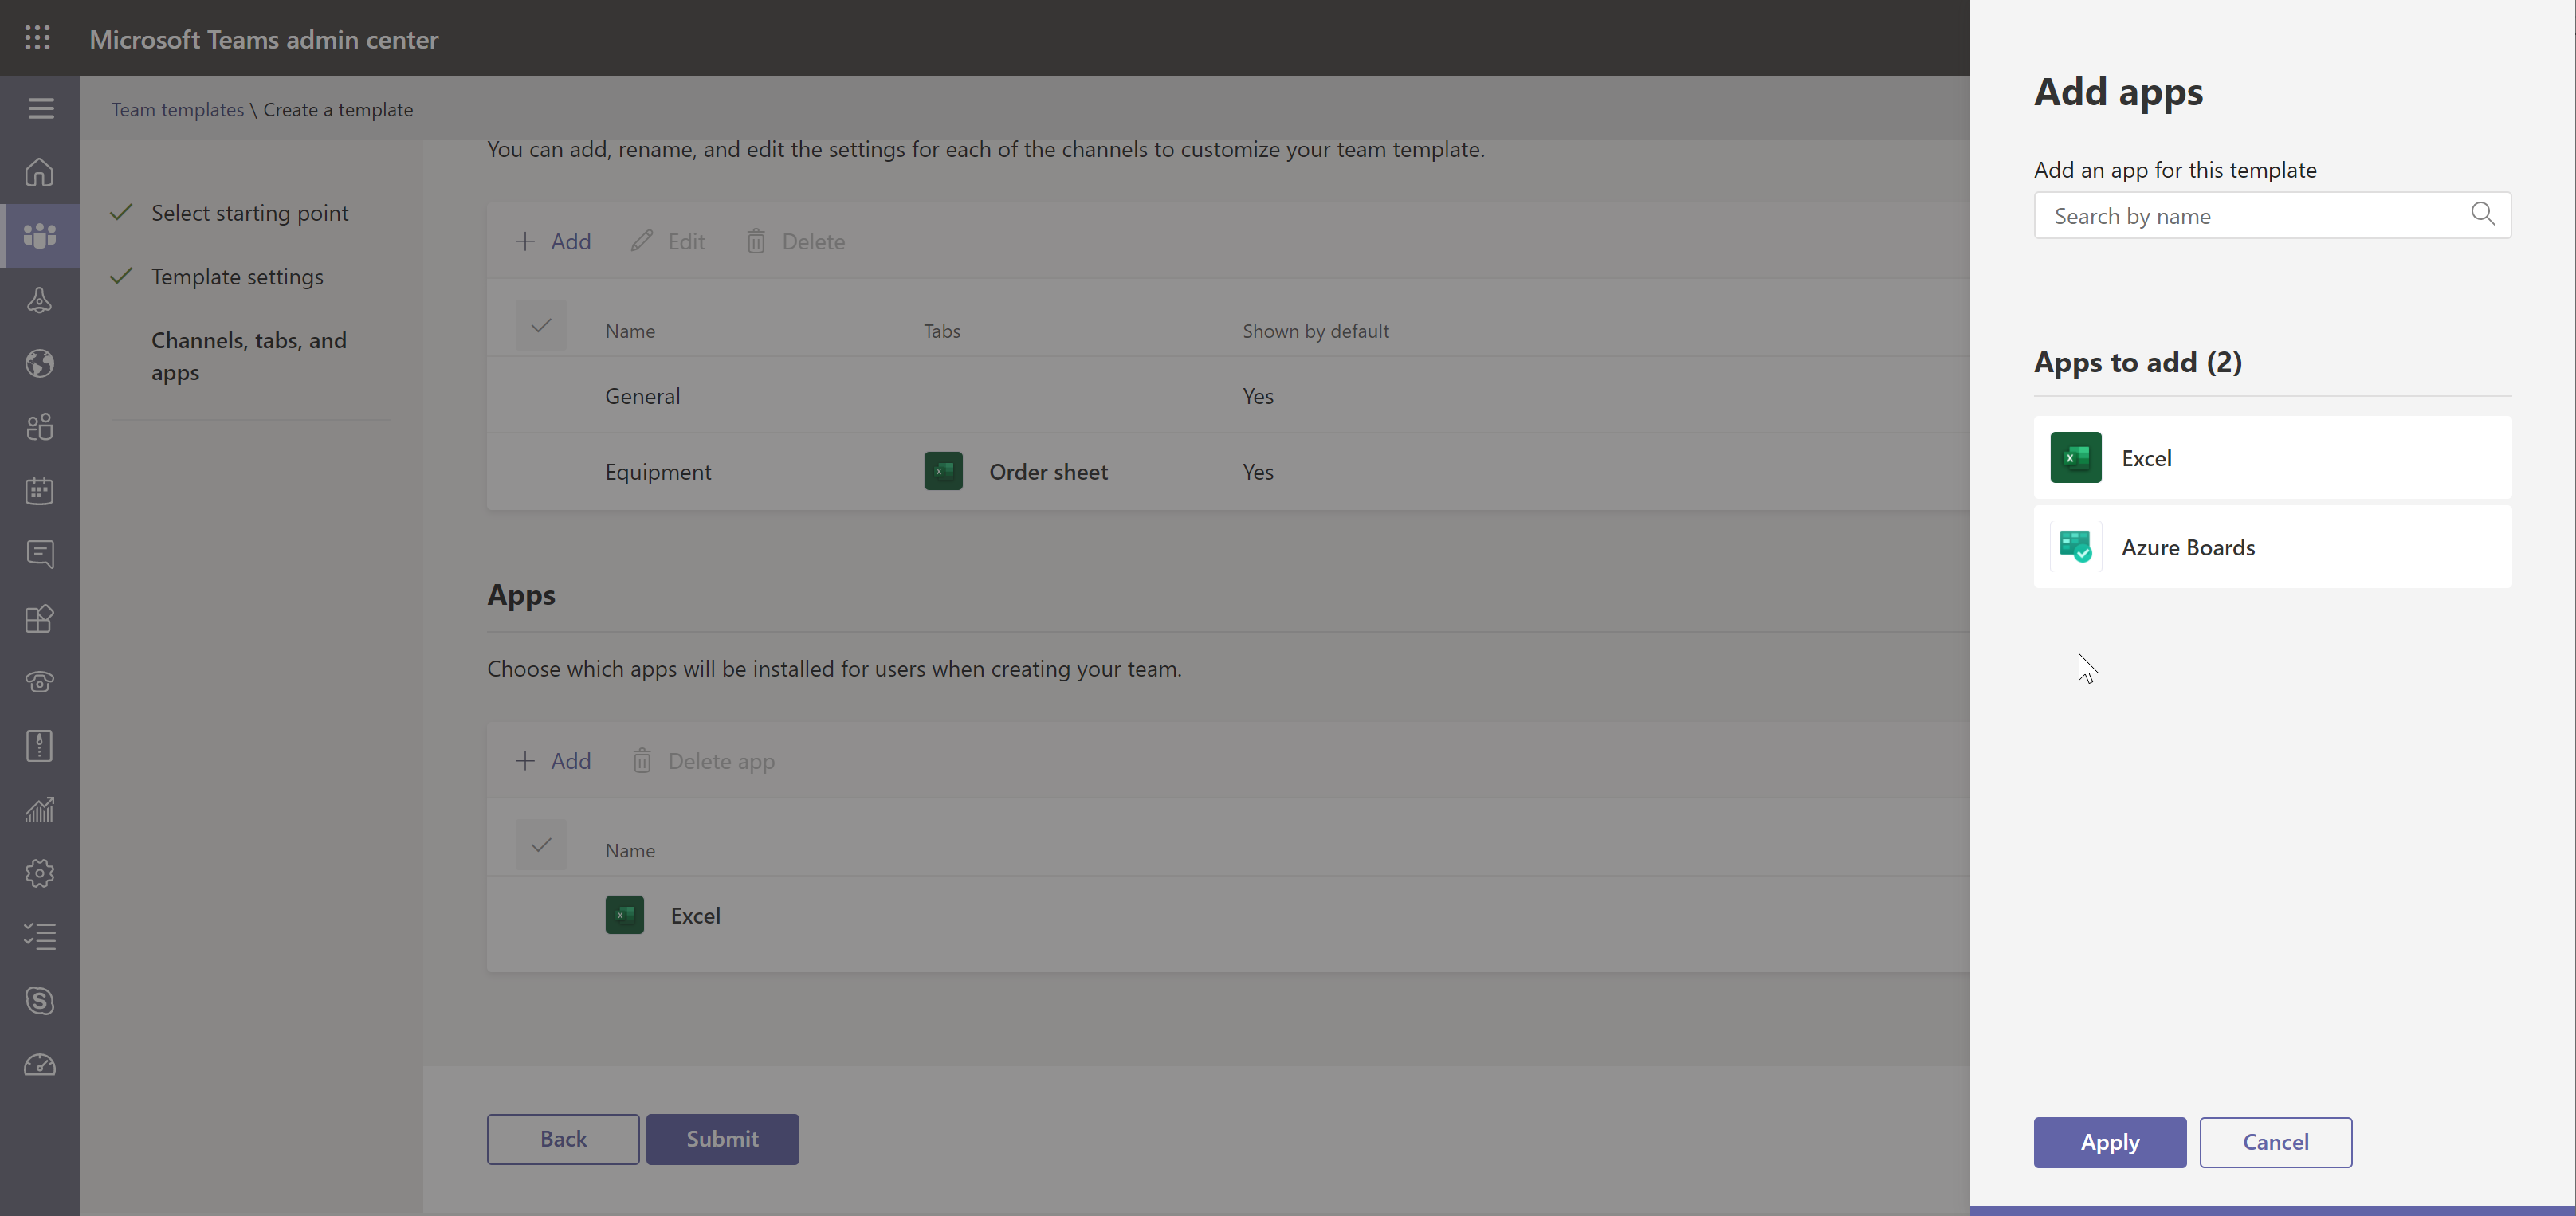 Microsoft Teams admin center
Team templates \ Create a template
Select starting point
Template settings
Channels, tabs, and
apps
You can add, rename, and edit the settings for each of the channels to customize your team template.
Add Edit Delete
Name Tabs Shown by default
General Yes
Equipment Order sheet Yes
Apps
Choose which apps will be installed for users when creating your team.
Add Delete app
Name
Excel
Back Submit
Add apps
Add an app for this template
Search by name
Apps to add (2)
Excel
Azure Boards
Apply Cancel